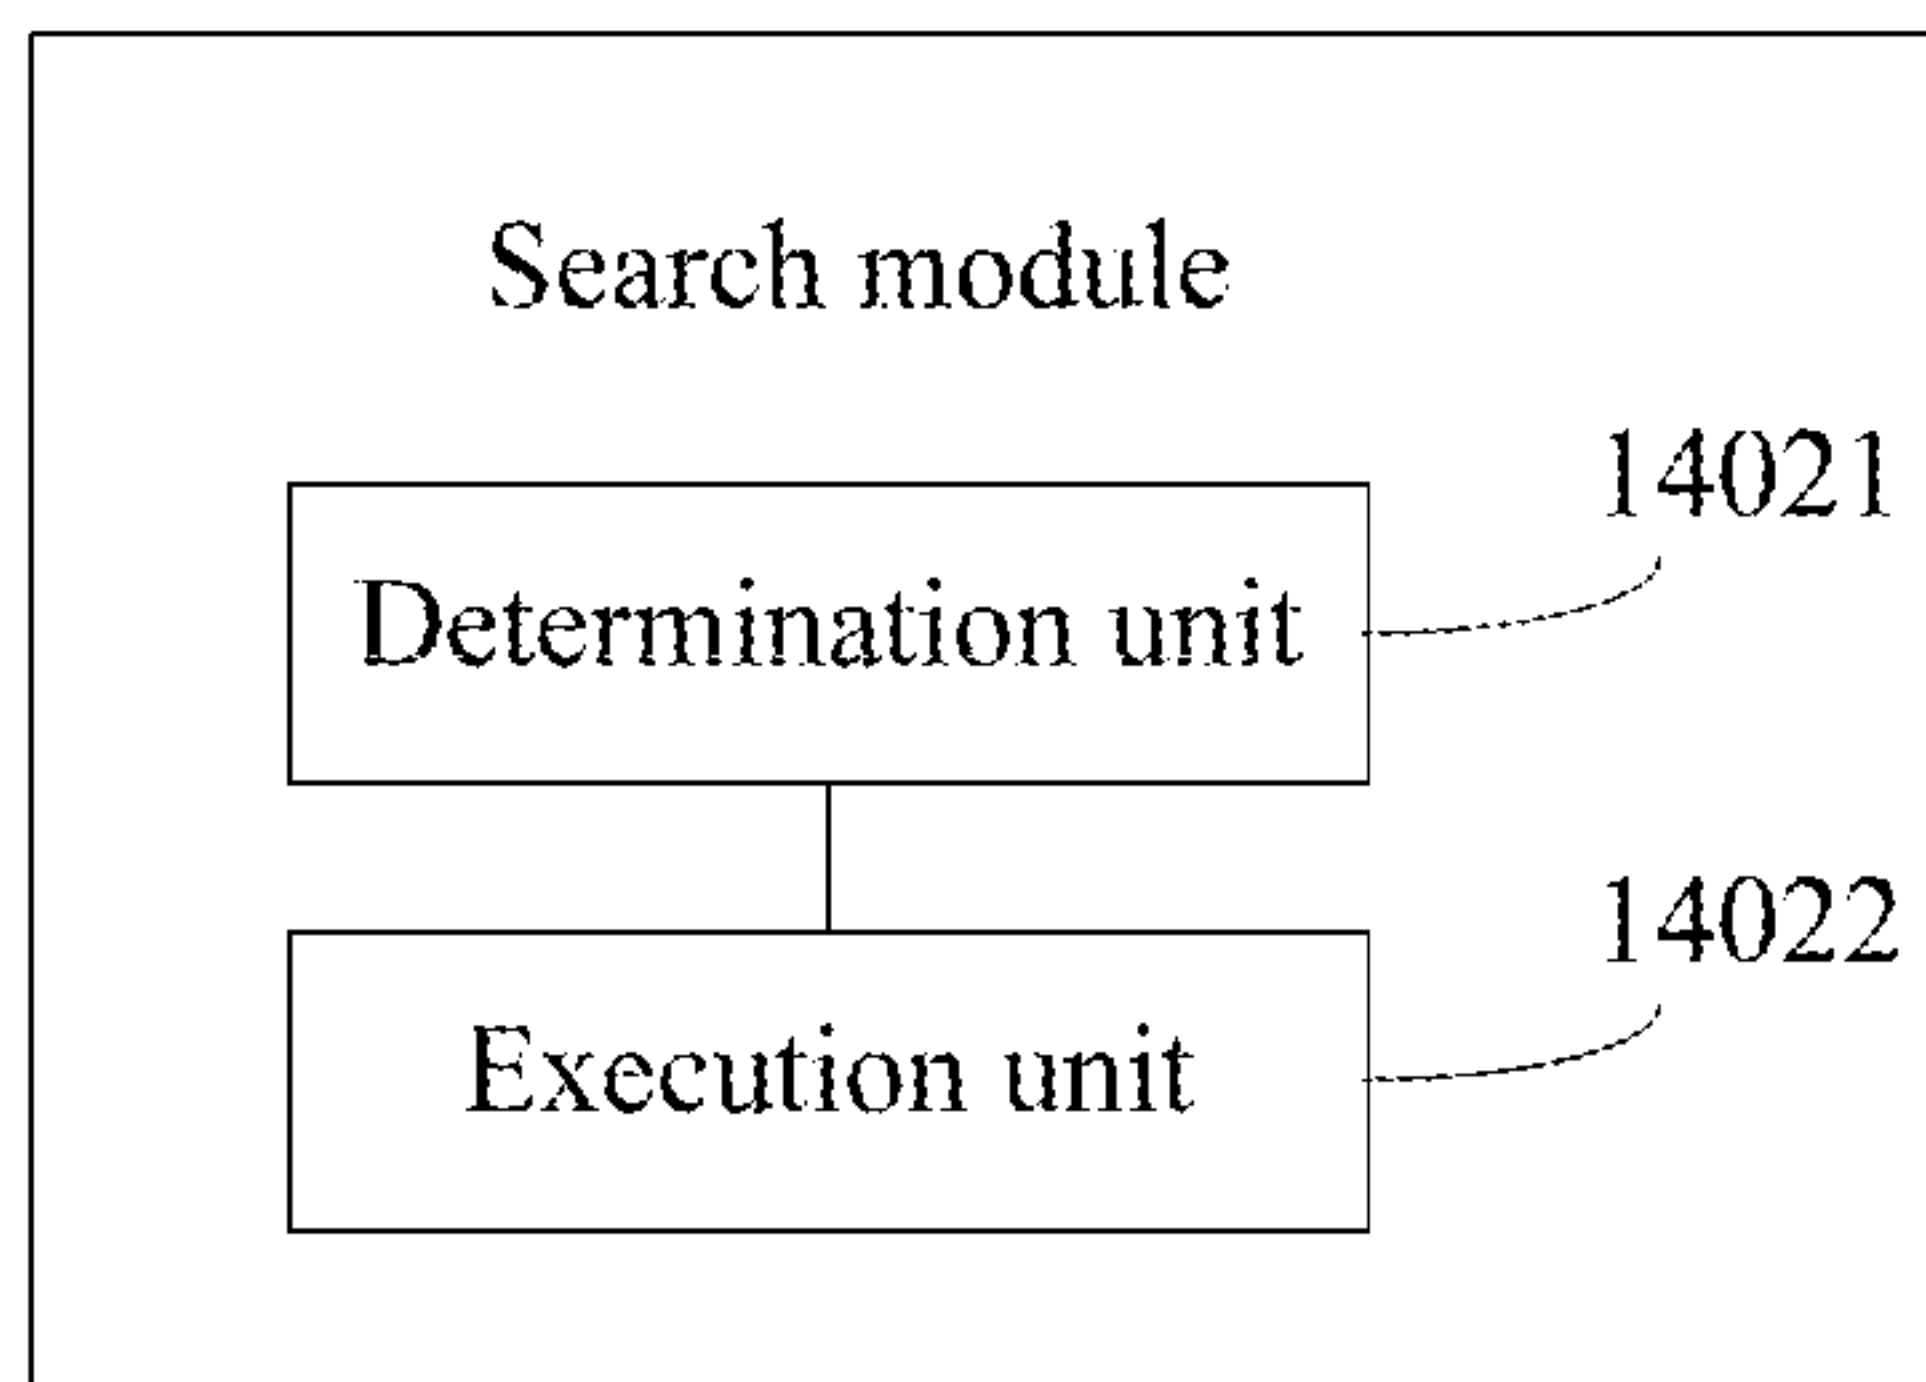 Search module
14021
Determination unit
14022
Execution unit